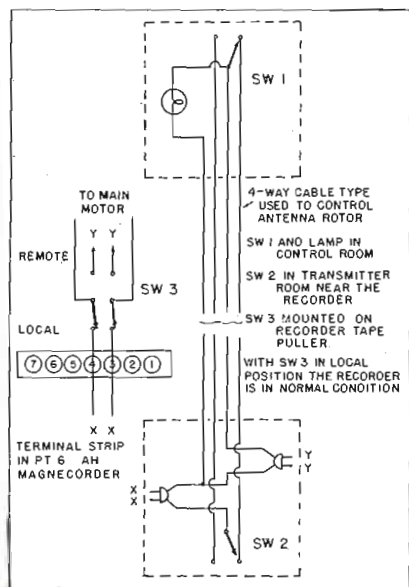 SW 1
4-WAY CABLE TYPE
USED TO CONTROL
ANTENNA ROTOR
SW 1 AND LAMP IN
CONTROL ROOM
SW 2 IN TRANSMITTER
ROOM NEAR THE
RECORDER
SW 3 MOUNTED ON
RECORDER TAPE
PULLER
WITH SW 3 IN LOCAL
POSITION THE RECORDER
IS IN NORMAL CONDITION
TO MAIN
MOTOR
Y Y
REMOTE
SW 3
LOCAL
7 6 5 4 3 2 1
X X
TERMINAL STRIP
IN PT 6 AH
MAGNECORDER
Y
Y
X
X
SW 2